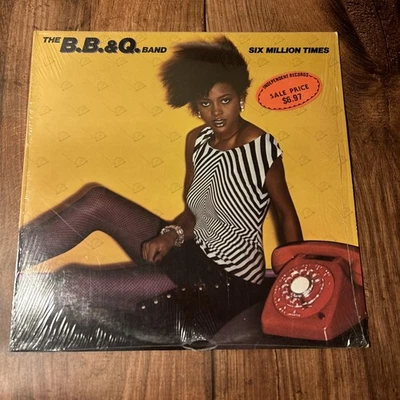 THE B.B.&Q. BAND
SIX MILLION TIMES
INDEPENDENT RECORDS
SALE PRICE
$6.97